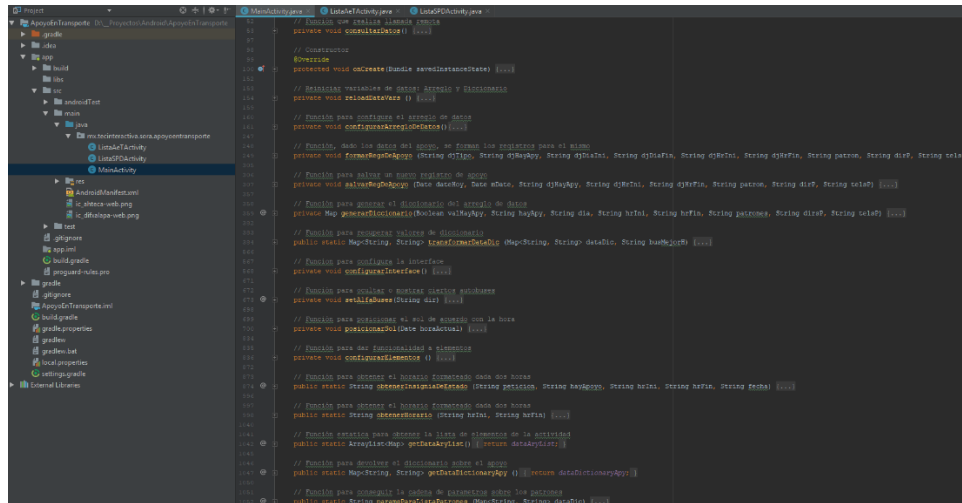 Project
ApoyoEnTransporte D:\_Proyectos\Android\ApoyoEnTransporte
.gradle
.idea
app
build
libs
src
androidTest
main
java
mx.tecinteractiva.sora.apoyoentransporte
ListaAeTActivity
ListaSPDActivity
MainActivity
res
AndroidManifest.xml
ic_difxalapa-web.png
test
.gitignore
app.iml
build.gradle
proguard-rules.pro
gradle
.gitignore
ApoyoEnTransporte.iml
build.gradle
gradle.properties
gradlew
gradlew.bat
local.properties
settings.gradle
External Libraries
MainActivity.java
ListaAeTActivity.java
ListaSPDActivity.java
// Función que realiza llamada remota
private void consultarDatos() {...}
// Constructor
@Override
protected void onCreate(Bundle savedInstanceState) {...}
// Reiniciar variables de datos: Arreglo y Diccionario
private void reloadDataVars () {...}
// Función para configura el arreglo de datos
private void configurarArregloDeDatos(){...}
// Función, dado los datos del apoyo, se forman los registros para el mismo
private void formarRegsDeApoyo (String djTipo, String djHayApy, String djDiaIni, String djDiaFin, String djHrIni, String djHrFin, String patron, String dirP, String tels
// Función para salvar un nuevo registro de apoyo
private void salvarRegDeApoyo (Date dateHoy, Date mDate, String djHayApy, String djHrIni, String djHrFin, String patron, String dirP, String telsP) {...}
// Función para generar el diccionario del arreglo de datos
private Map generarDiccionario(Boolean valHayApy, String hayApy, String dia, String hrIni, String hrFin, String patrones, String dirsP, String telsP) {...}
// Función para recuperar valores de diccionario
public static Map<String, String> transformarDataDic (Map<String, String> dataDic, String busMejorH) {...}
// Funcion para configura la interface
private void configurarInterface() {...}
// Función para ocultar o mostrar ciertos autobuses
private void setAlfaBuses(String dir) {...}
// Función para posicionar el sol de acuerdo con la hora
private void posicionarSol(Date horaActual) {...}
// Función para dar funcionalidad a elementos
private void configurarElementos () {...}
// Función para obtener el horario formateado dada dos horas
public static String obtenerInsigniaDeEstado (String peticion, String hayApoyo, String hrIni, String hrFin, String fecha) {...}
// Función para obtener el horario formateado dada dos horas
public static String obtenerHorario (String hrIni, String hrFin) {...}
// Función estatica para obtener la lista de elementos de la actividad
public static ArrayList<Map> getDataAryList() { return dataAryList; }
// Función para devolver el diccionario sobre el apoyo
public static Map<String, String> getDataDictionaryApy () { return dataDictionaryApy; }
// Función para conseguir la cadena de parametros sobre los patrones
public static String paramsParaListaPatrones (Map<String, String> dataDic) {...}